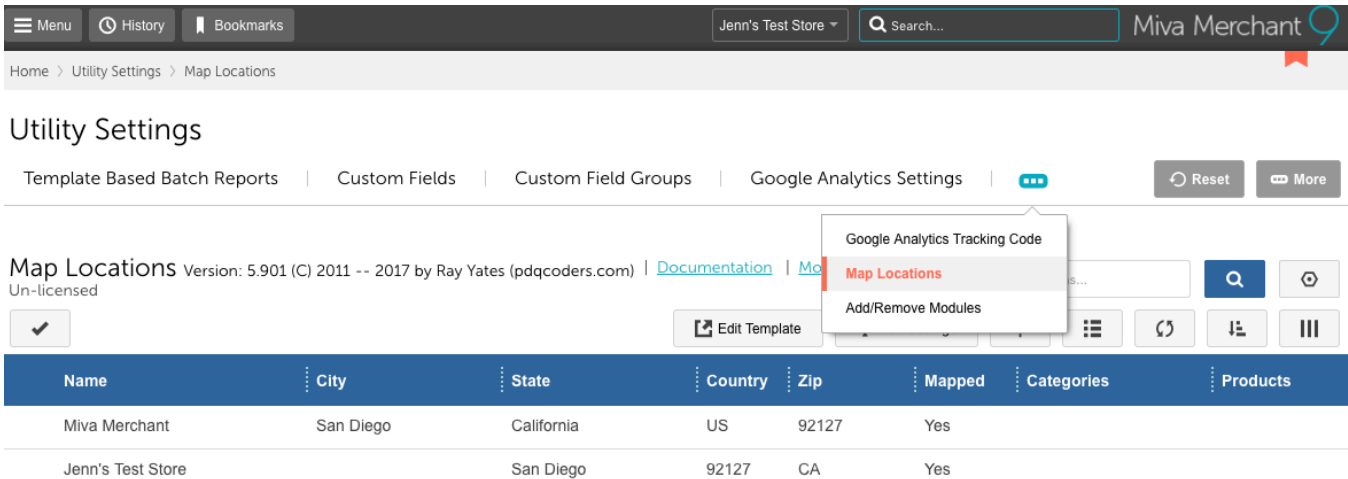 Menu History Bookmarks Jenn's Test Store Search... Miva Merchant 9
Home > Utility Settings > Map Locations
Utility Settings
Template Based Batch Reports | Custom Fields | Custom Field Groups | Google Analytics Settings | Reset More
Google Analytics Tracking Code
Map Locations Version: 5.901 (C) 2011 -- 2017 by Ray Yates (pdqcoders.com) | Documentation | Mo
Map Locations
Un-licensed
Add/Remove Modules
Edit Template
Name City State Country Zip Mapped Categories Products
Miva Merchant San Diego California US 92127 Yes
Jenn's Test Store San Diego 92127 CA Yes